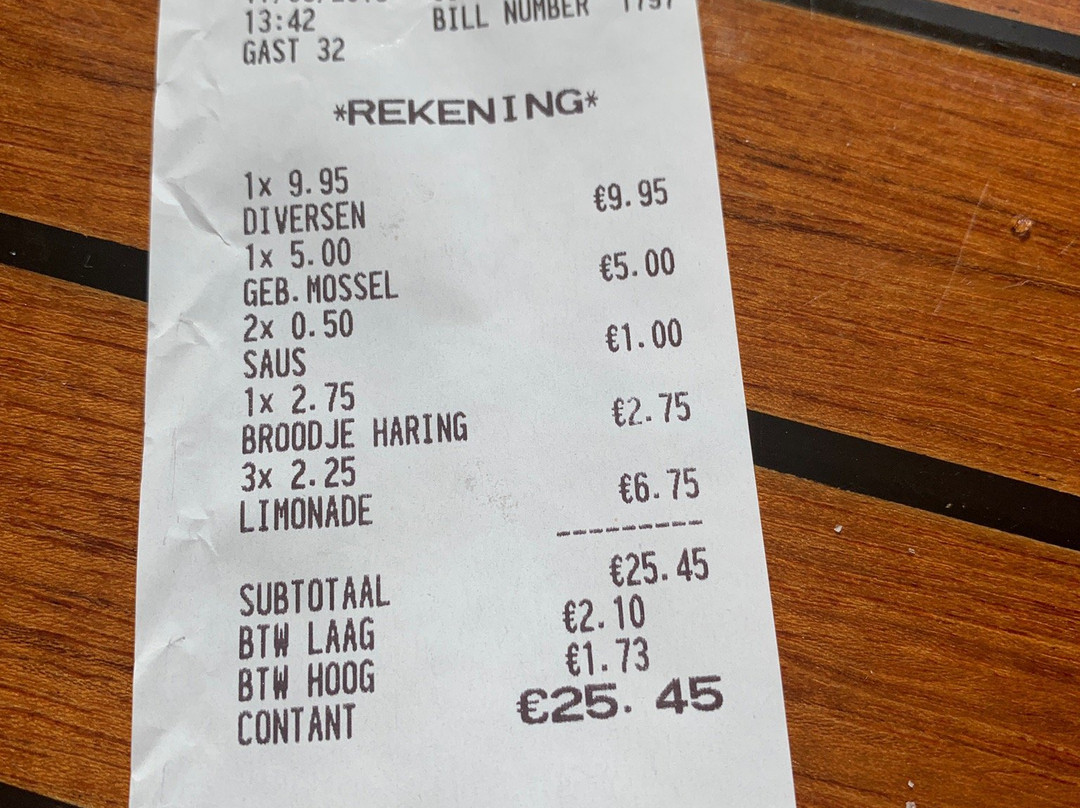 13:42 BILL NUMBER 1797
GAST 32
*REKENING*
1x 9.95 €9.95
DIVERSEN
1x 5.00 €5.00
GEB.MOSSEL
2x 0.50 €1.00
SAUS
1x 2.75 €2.75
BROODJE HARING
3x 2.25 €6.75
LIMONADE
SUBTOTAAL €25.45
BTW LAAG €2.10
BTW HOOG €1.73
CONTANT €25.45